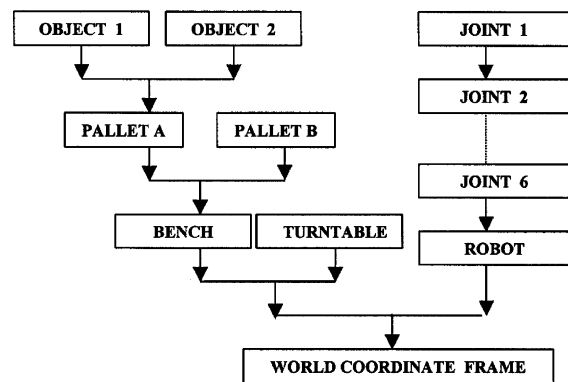 OBJECT 1
OBJECT 2
JOINT 1
JOINT 2
PALLET A
PALLET B
JOINT 6
BENCH
TURNTABLE
ROBOT
WORLD COORDINATE FRAME